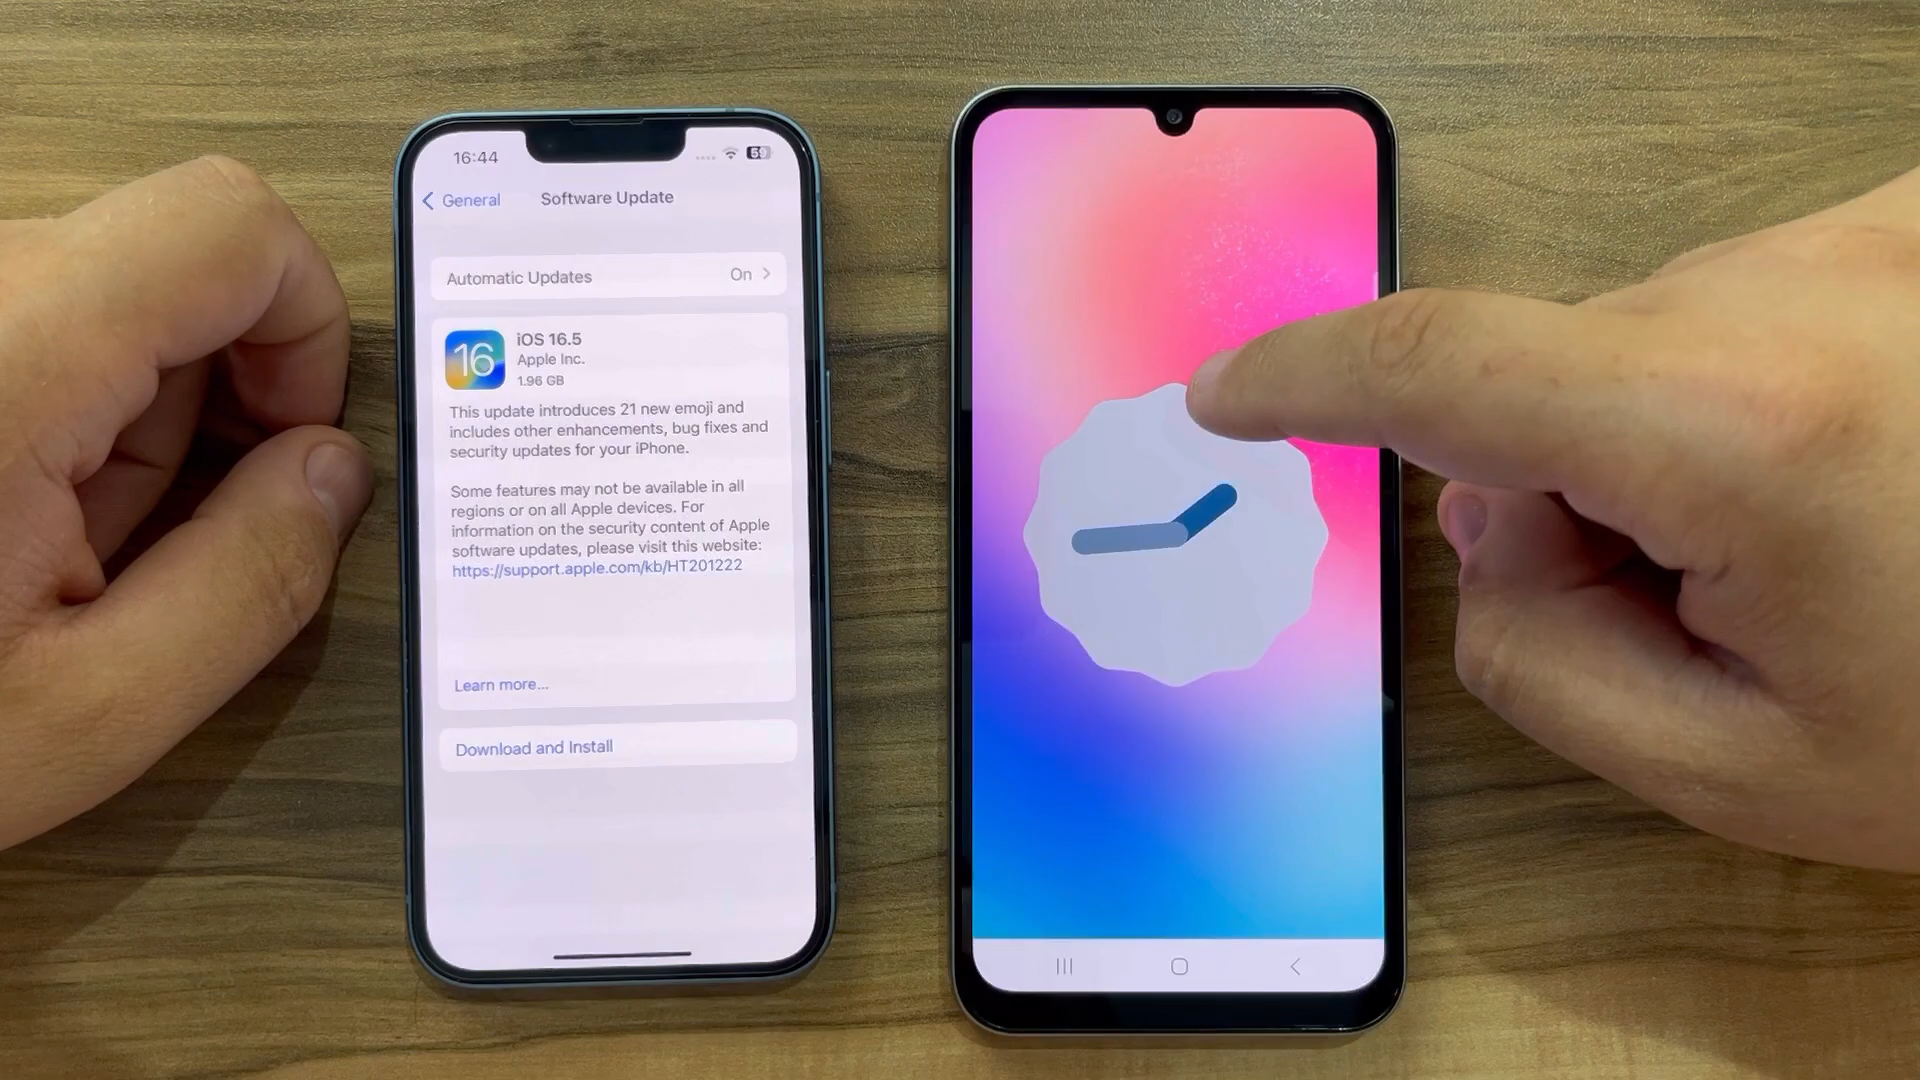 16:44
59
General
Software Update
Automatic Updates
On
16
iOS 16.5
Apple Inc.
1.96 GB
This update introduces 21 new emoji and
includes other enhancements, bug fixes and
security updates for your iPhone.
Some features may not be available in all
regions or on all Apple devices. For
information on the security content of Apple
software updates, please visit this website:
https://support.apple.com/kb/HT201222
Learn more...
Download and Install